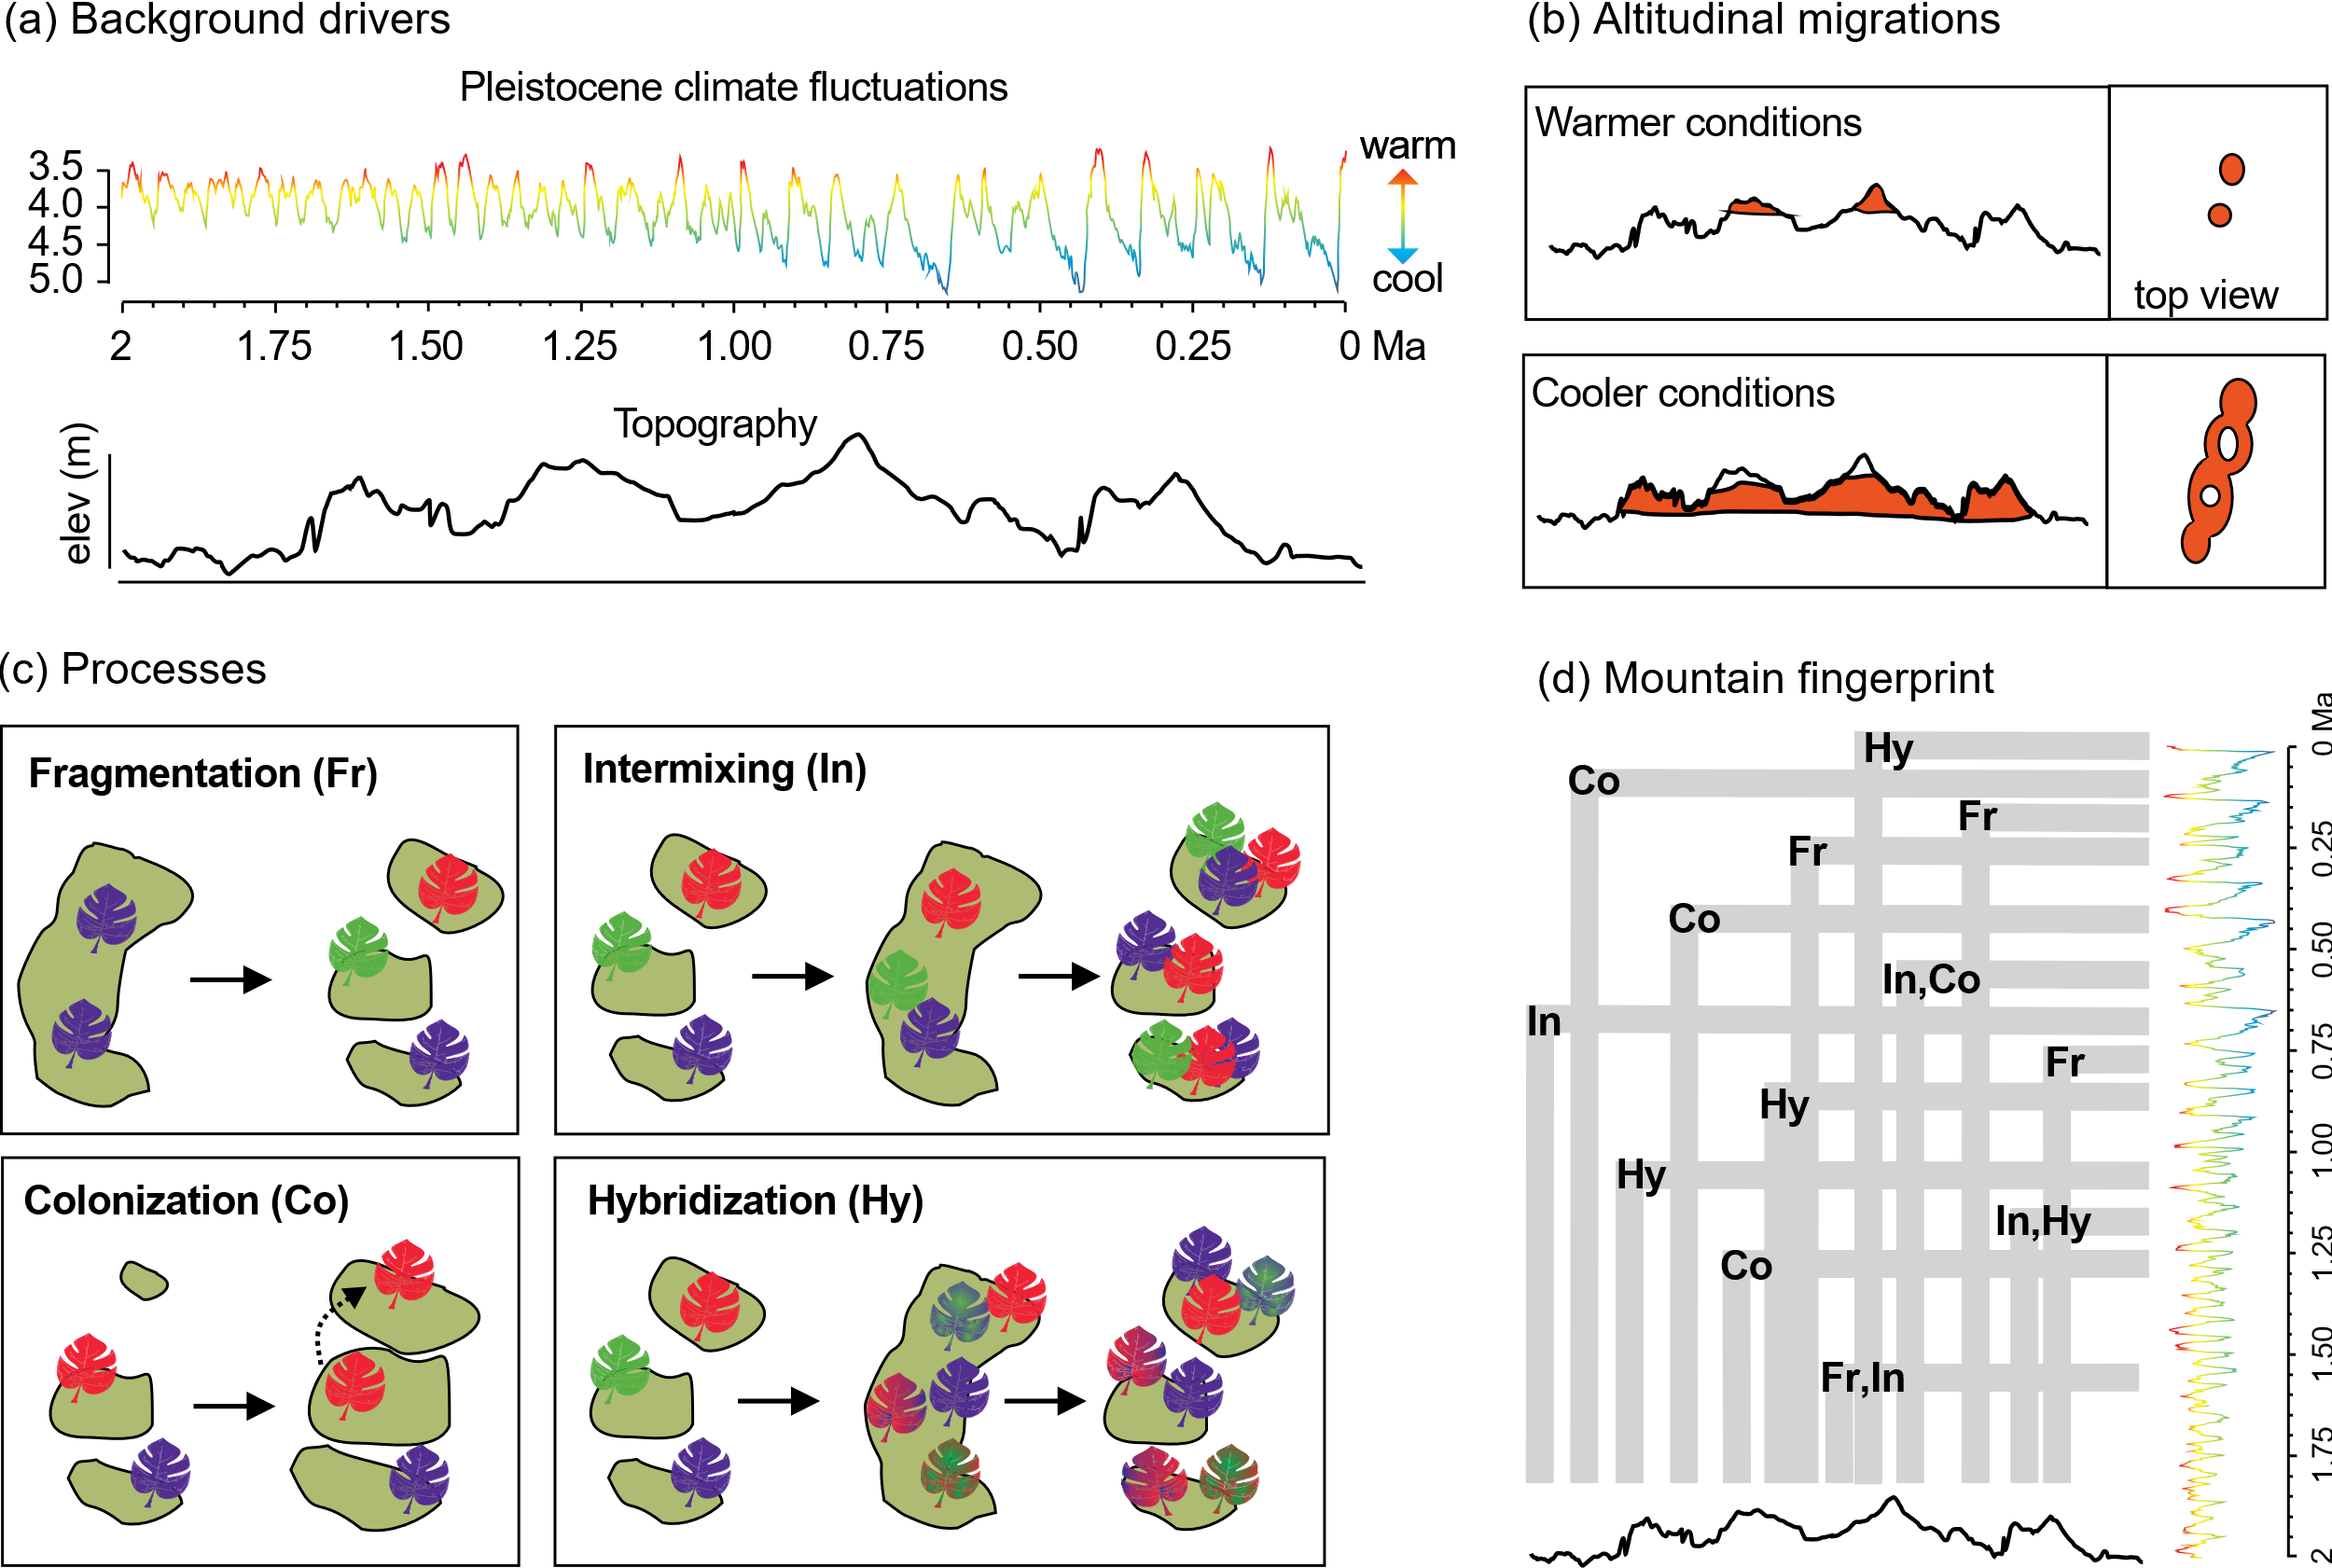 (a) Background drivers
Pleistocene climate fluctuations
3.5
4.0
4.5
5.0
warm
cool
2 1.75 1.50 1.25 1.00 0.75 0.50 0.25 0 Ma
Topography
elev (m)
(b) Altitudinal migrations
Warmer conditions
top view
Cooler conditions
(c) Processes
Fragmentation (Fr)
Intermixing (In)
Colonization (Co)
Hybridization (Hy)
(d) Mountain fingerprint
Hy
Co
Fr
Fr
Co
In,Co
In
Fr
Hy
Hy
In,Hy
Co
Fr,In
0 Ma
0.25
0.50
0.75
1.00
1.25
1.50
1.75
2